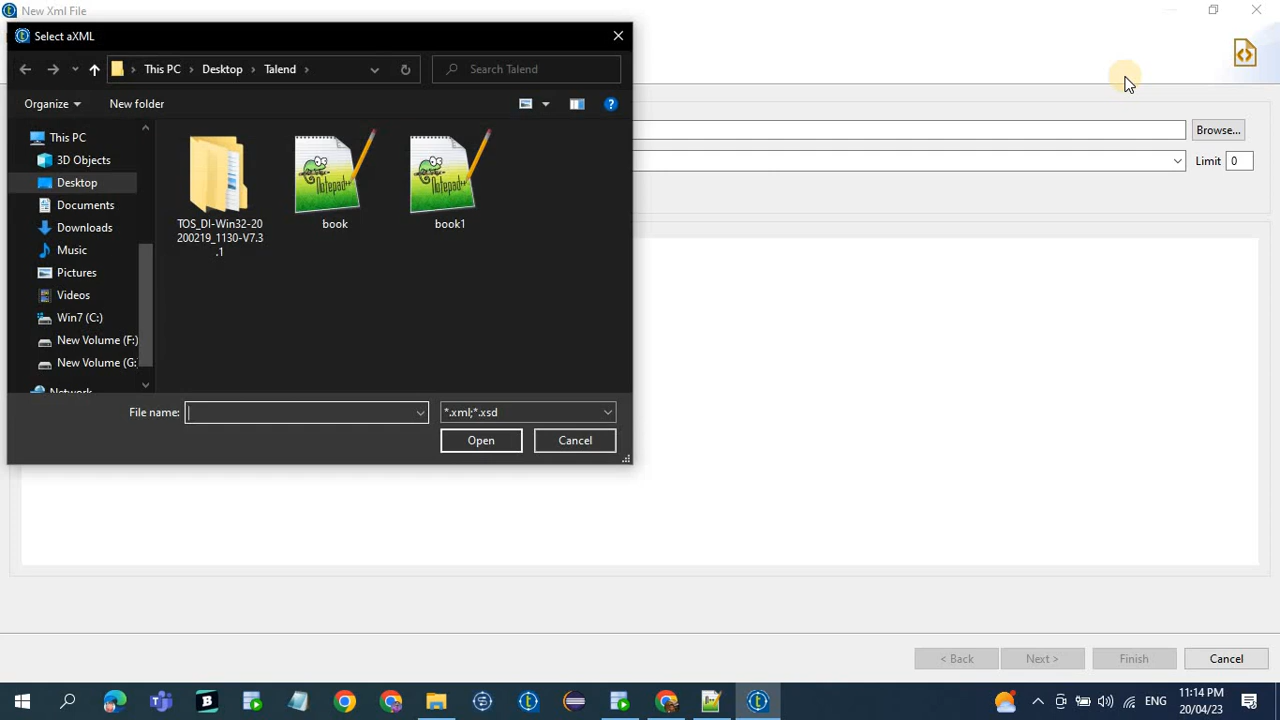 New Xml File
Select aXML
This PC > Desktop > Talend >
Search Talend
Organize
New folder
Browse...
Limit 0
This PC
3D Objects
Desktop
Documents
Downloads
Music
Pictures
Videos
Win7 (C:)
New Volume (F:)
New Volume (G:
Network
TOS_DI-Win32-20
200219_1130-V7.3
.1
book
book1
File name:
*.xml;*.xsd
Open
Cancel
< Back
Next >
Finish
Cancel
ENG
11:14 PM
20/04/23